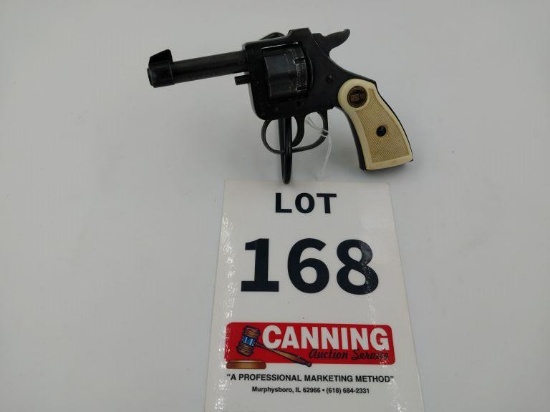 LOT
168
CANNING
Auction Service
"A PROFESSIONAL MARKETING METHOD"
Murphysboro, IL 62966 • (618) 684-2331